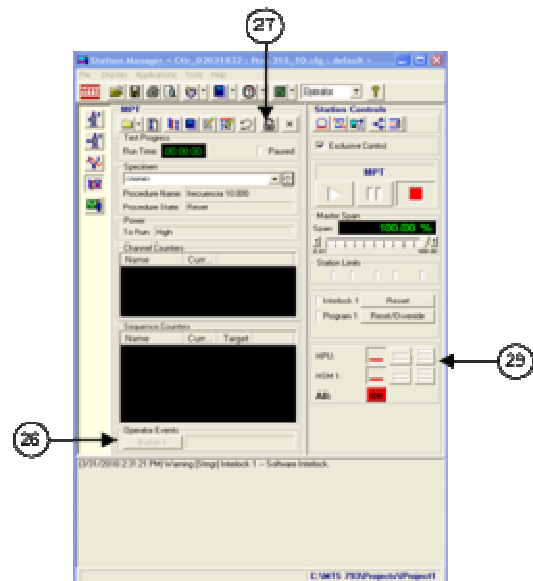 27
Station Manager < Ctlr_02031832 : frec 310_10.cfg : default >
File Display Applications Tools Help
Operator
MPT
Station Controls
Test Progress
Run Time: 00:00:00 Paused
Exclusive Control
Specimen
<none>
MPT
Procedure Name: frecuencia 10.000
Procedure State: Reset
Power
To Run: High
Master Span
Span: 100.00 %
0.01 100.00
Channel Counters
Name Curr...
Station Limits
Interlock 1 Reset
Program 1 Reset/Override
Sequence Counters
Name Curr... Target
HPU:
29
HSM 1:
All:
26
Operator Events
Button 1
(3/31/2010 2:31:21 PM) Warning [Stmgr] Interlock 1 -- Software Interlock.
C:\MTS 793\Projects\Project1